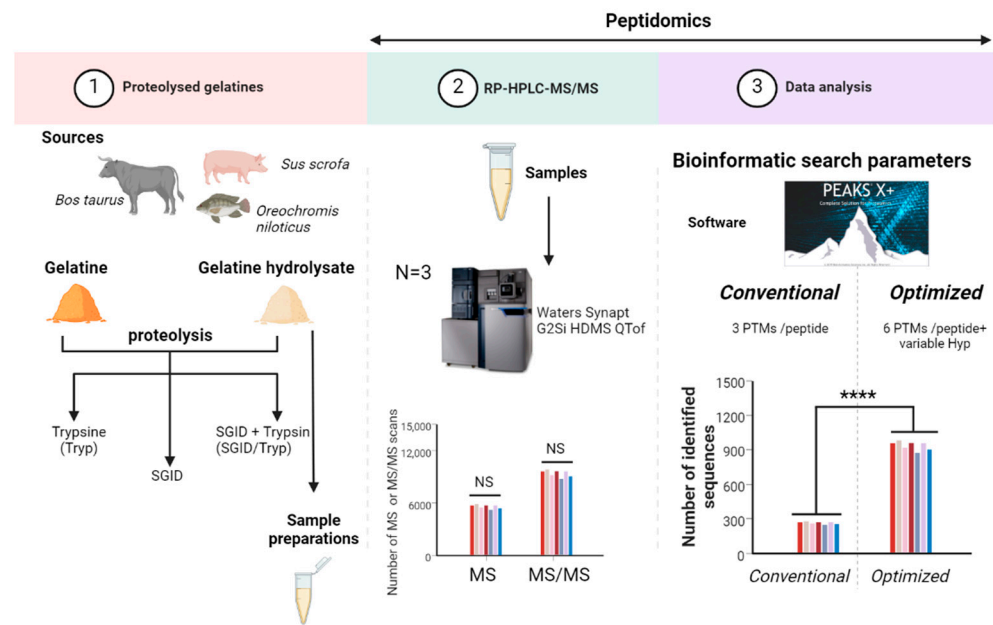 Peptidomics
1 Proteolysed gelatines
2 RP-HPLC-MS/MS
3 Data analysis
Sources
Bos taurus
Sus scrofa
Oreochromis
niloticus
Gelatine
Gelatine hydrolysate
proteolysis
Trypsine
(Tryp)
SGID
SGID + Trypsin
(SGID/Tryp)
Sample
preparations
Samples
N=3
Waters Synapt
G2Si HDMS QTof
Number of MS or MS/MS scans
15,000
12,000
6000
0
NS
NS
MS
MS/MS
Bioinformatic search parameters
Software
PEAKS X+
Conventional
Optimized
3 PTMs /peptide
6 PTMs /peptide+
variable Hyp
Number of identified
sequences
1500
1200
900
600
300
0
****
Conventional
Optimized